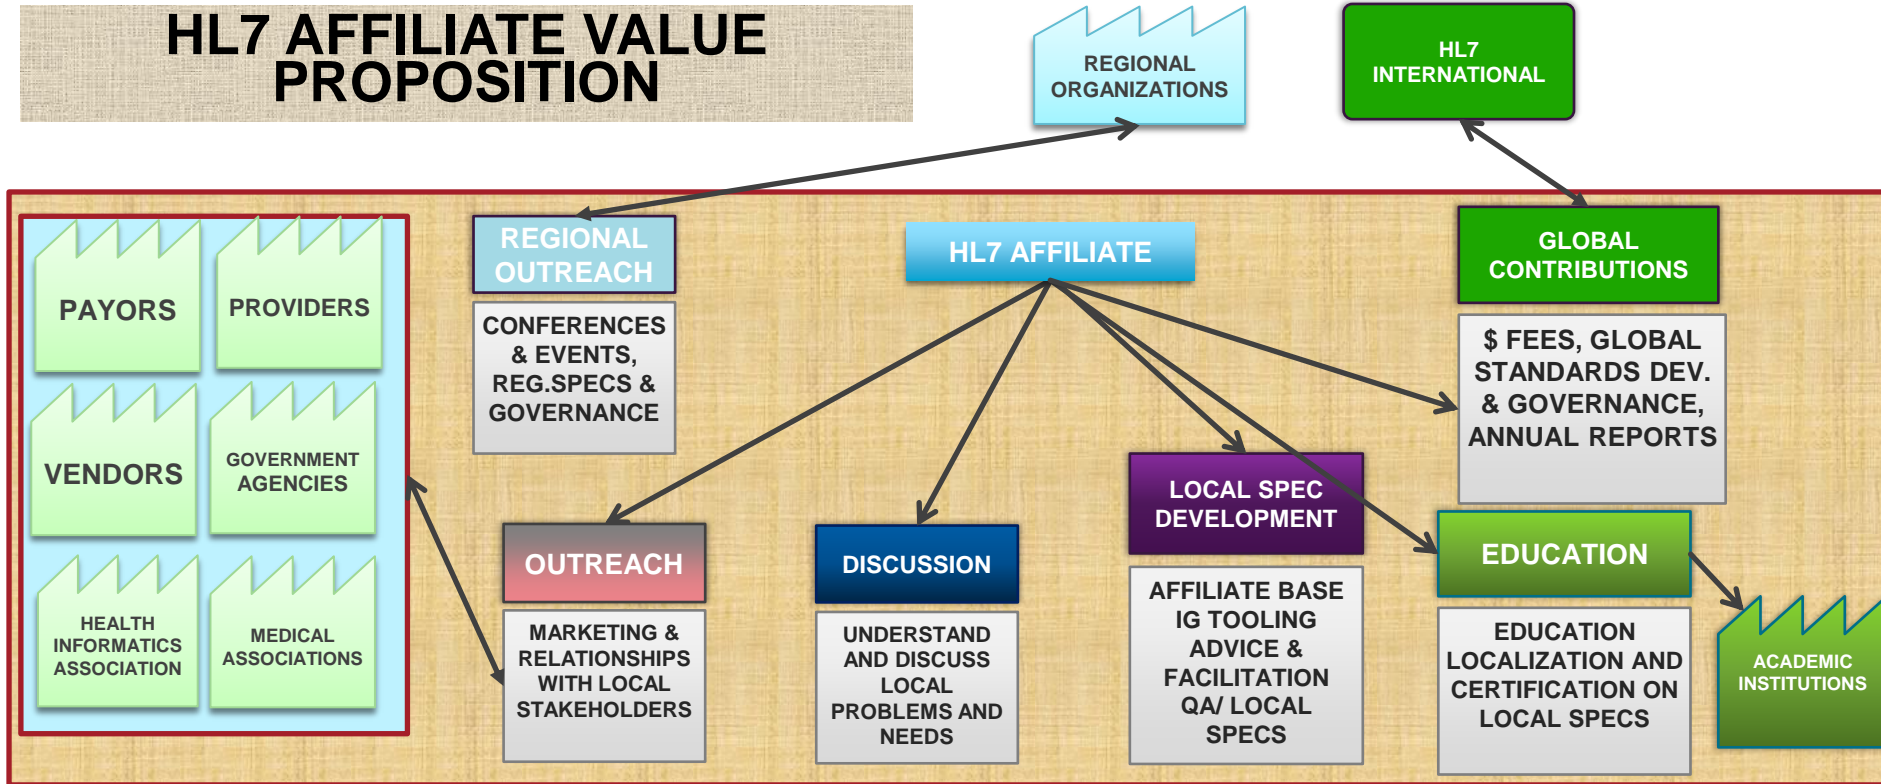 HL7 AFFILIATE VALUE
PROPOSITION
REGIONAL
ORGANIZATIONS
HL7
INTERNATIONAL
PAYORS
PROVIDERS
VENDORS
GOVERNMENT
AGENCIES
HEALTH
INFORMATICS
ASSOCIATION
MEDICAL
ASSOCIATIONS
REGIONAL
OUTREACH
CONFERENCES
& EVENTS,
REG.SPECS &
GOVERNANCE
HL7 AFFILIATE
GLOBAL
CONTRIBUTIONS
$ FEES, GLOBAL
STANDARDS DEV.
& GOVERNANCE,
ANNUAL REPORTS
OUTREACH
MARKETING &
RELATIONSHIPS
WITH LOCAL
STAKEHOLDERS
DISCUSSION
UNDERSTAND
AND DISCUSS
LOCAL
PROBLEMS AND
NEEDS
LOCAL SPEC
DEVELOPMENT
AFFILIATE BASE
IG TOOLING
ADVICE &
FACILITATION
QA/ LOCAL
SPECS
EDUCATION
EDUCATION
LOCALIZATION AND
CERTIFICATION ON
LOCAL SPECS
ACADEMIC
INSTITUTIONS